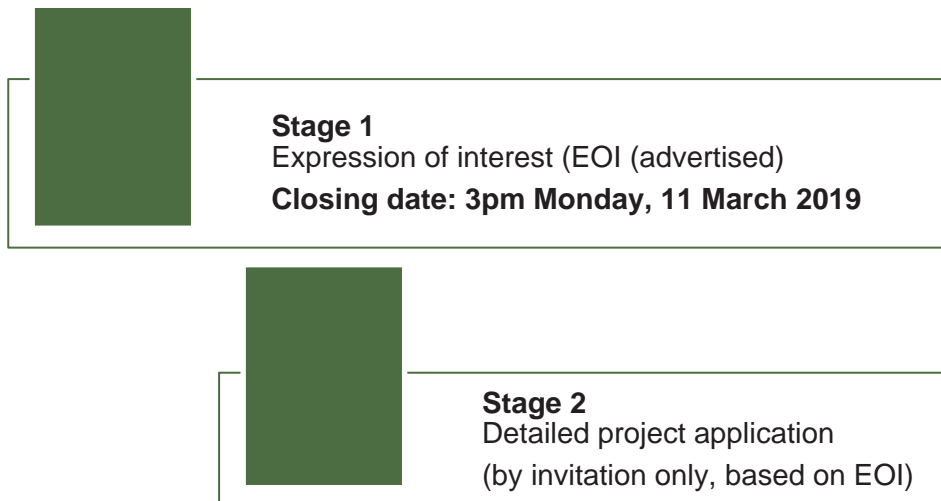 Stage 1
Expression of interest (EOI (advertised)
Closing date: 3pm Monday, 11 March 2019
Stage 2
Detailed project application
(by invitation only, based on EOI)